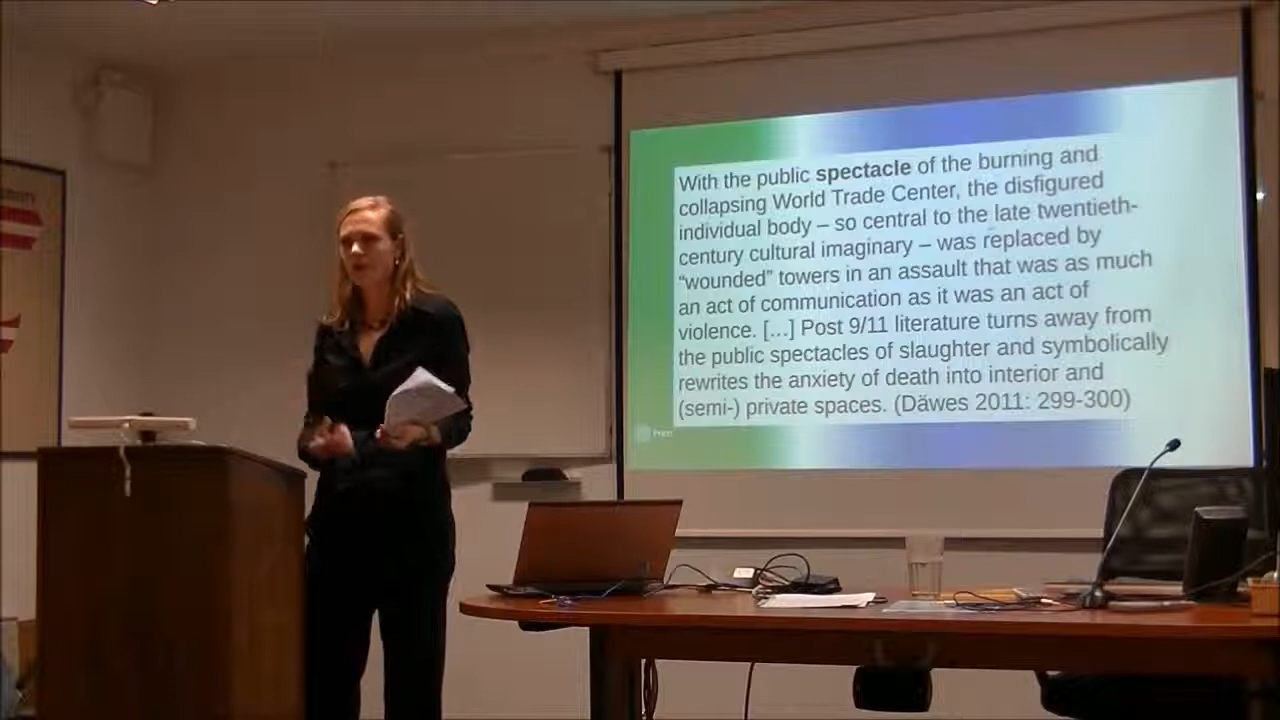 With the public spectacle of the burning and
collapsing World Trade Center, the disfigured
individual body – so central to the late twentieth-
century cultural imaginary – was replaced by
“wounded” towers in an assault that was as much
an act of communication as it was an act of
violence. […] Post 9/11 literature turns away from
the public spectacles of slaughter and symbolically
rewrites the anxiety of death into interior and
(semi-) private spaces. (Däwes 2011: 299-300)
Prezi